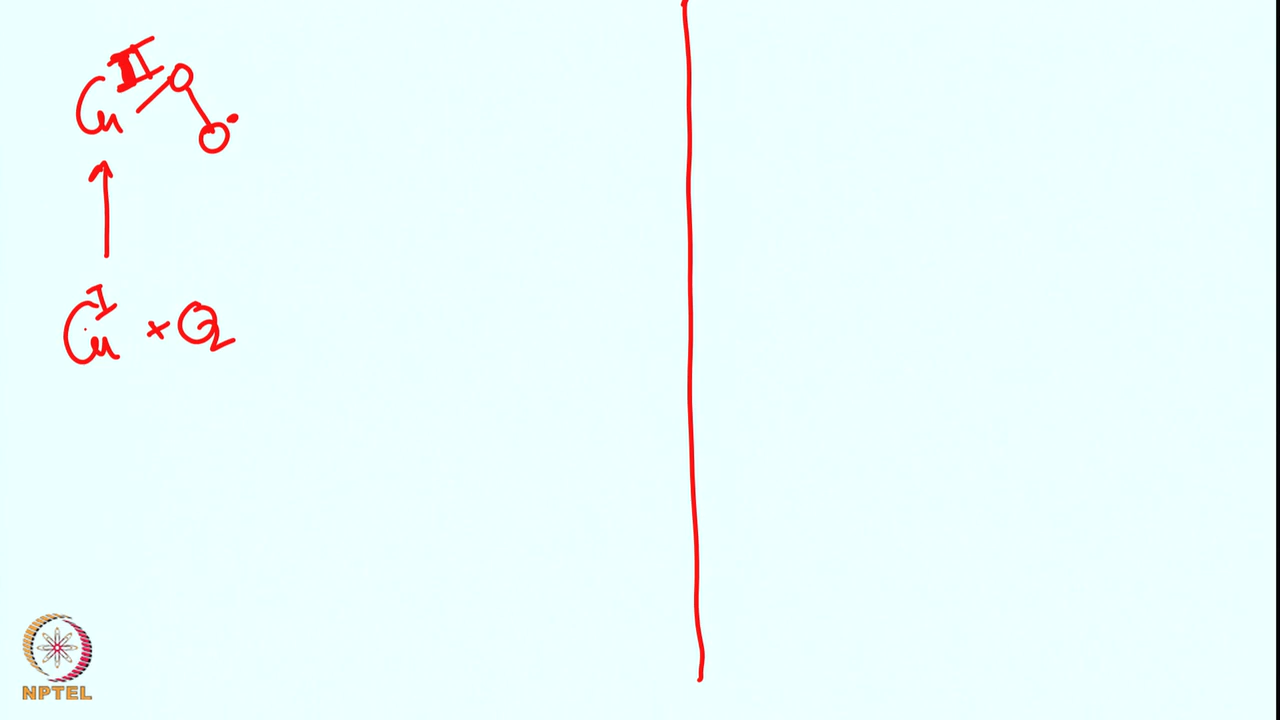 Cu II O
O•
Cu I + O2
NPTEL